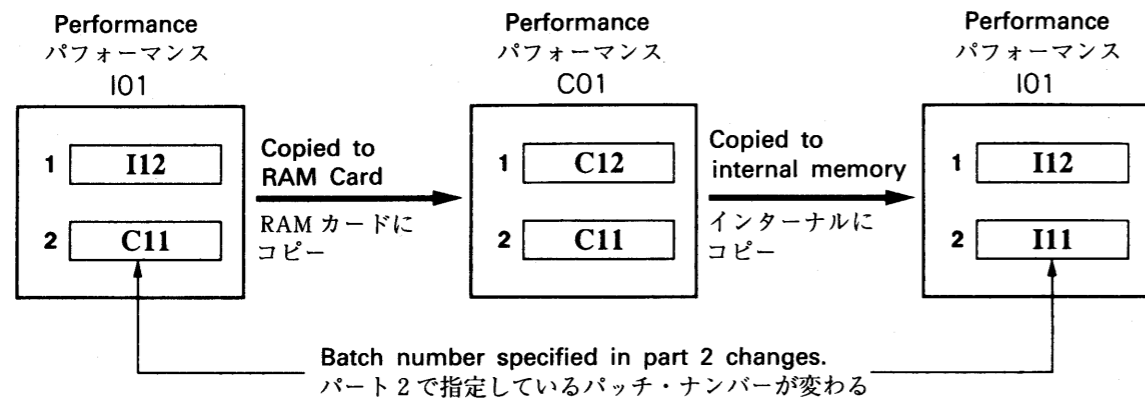 Performance
パフォーマンス
I01
1 I12
2 C11
Copied to
RAM Card
RAM カードに
コピー
Performance
パフォーマンス
C01
1 C12
2 C11
Copied to
internal memory
インターナルに
コピー
Performance
パフォーマンス
I01
1 I12
2 I11
Batch number specified in part 2 changes.
パート 2 で指定しているパッチ・ナンバーが変わる